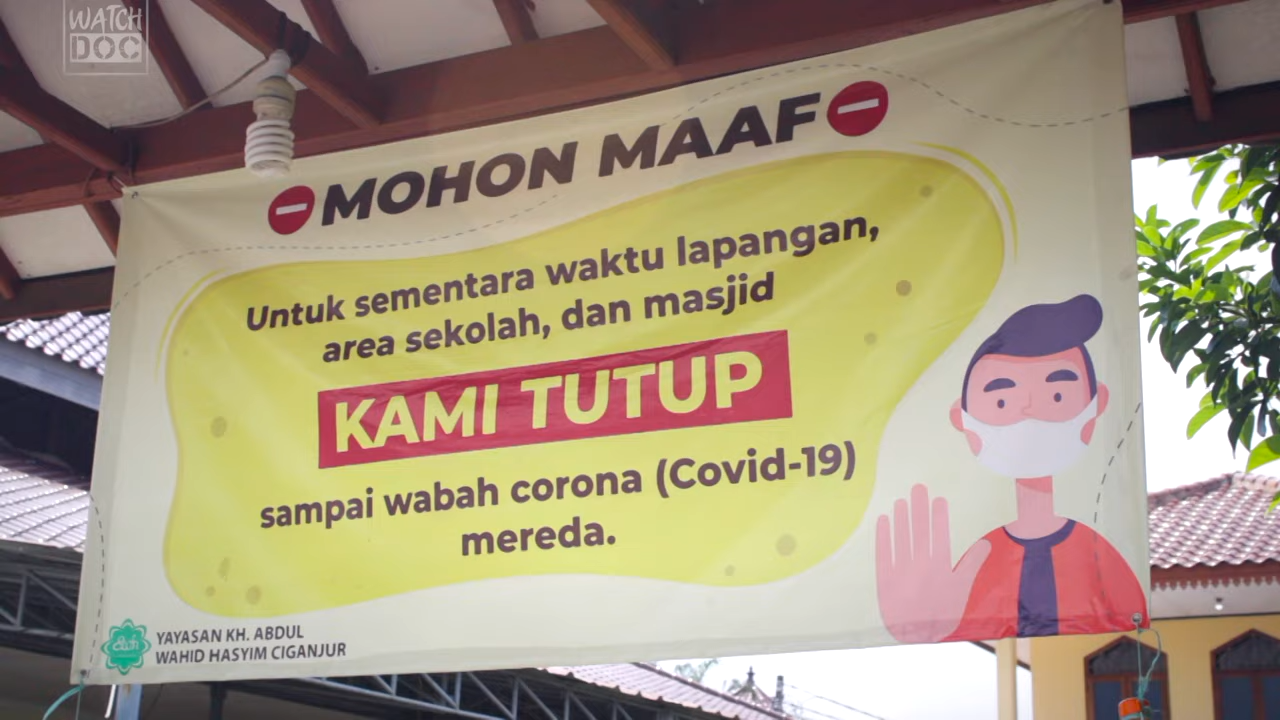 WATCH
DOC
MOHON MAAF
Untuk sementara waktu lapangan,
area sekolah, dan masjid
KAMI TUTUP
sampai wabah corona (Covid-19)
mereda.
YAYASAN KH. ABDUL
WAHID HASYIM CIGANJUR